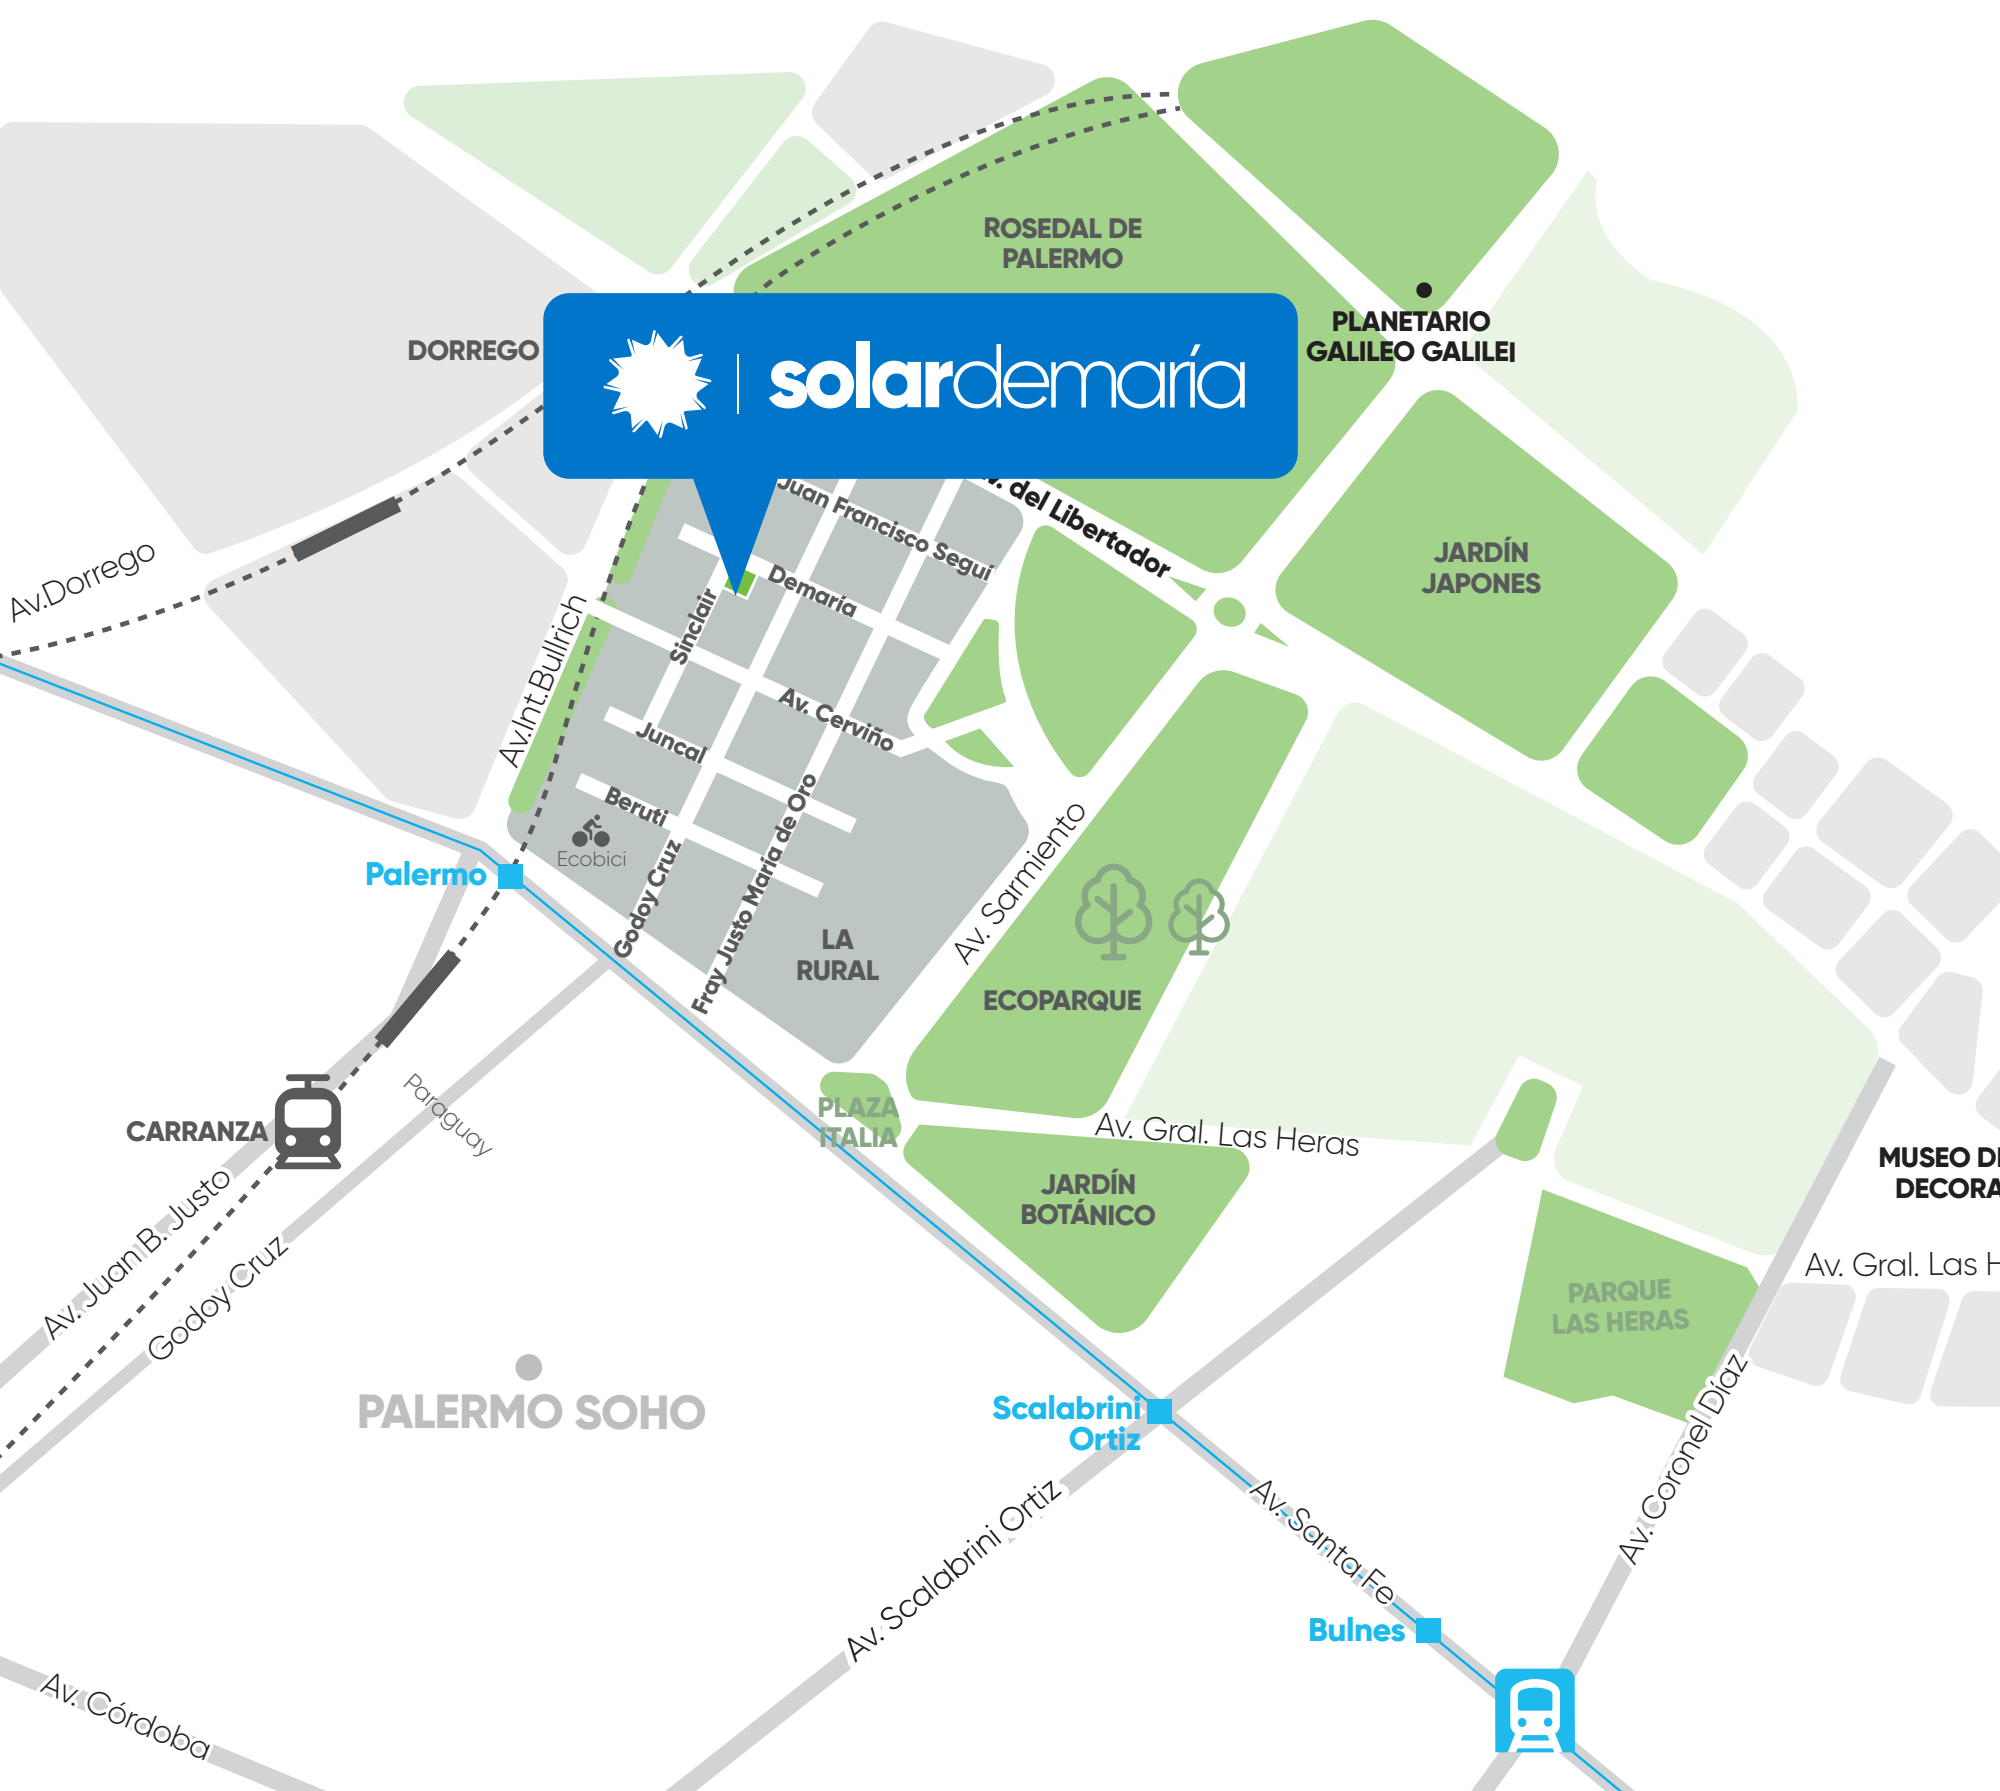 ROSEDAL DE
PALERMO
PLANETARIO
GALILEO GALILEI
DORREGO
solardemaría
Juan Francisco Seguí
del Libertador
JARDÍN
JAPONES
Av.Dorrego
Demaría
Sinclair
Av.Int.Bullrich
Av. Cerviño
Juncal
Beruti
Ecobici
Palermo
Godoy Cruz
Fray Justo María de Oro
Av. Sarmiento
LA
RURAL
ECOPARQUE
PLAZA
ITALIA
Paraguay
CARRANZA
Av. Gral. Las Heras
JARDÍN
BOTÁNICO
MUSEO DE
DECORA
Av. Gral. Las H
Av. Juan B. Justo
Godoy Cruz
PARQUE
LAS HERAS
PALERMO SOHO
Scalabrini
Ortiz
Av. Coronel Díaz
Av. Scalabrini Ortiz
Av. Santa Fe
Bulnes
Av. Córdoba